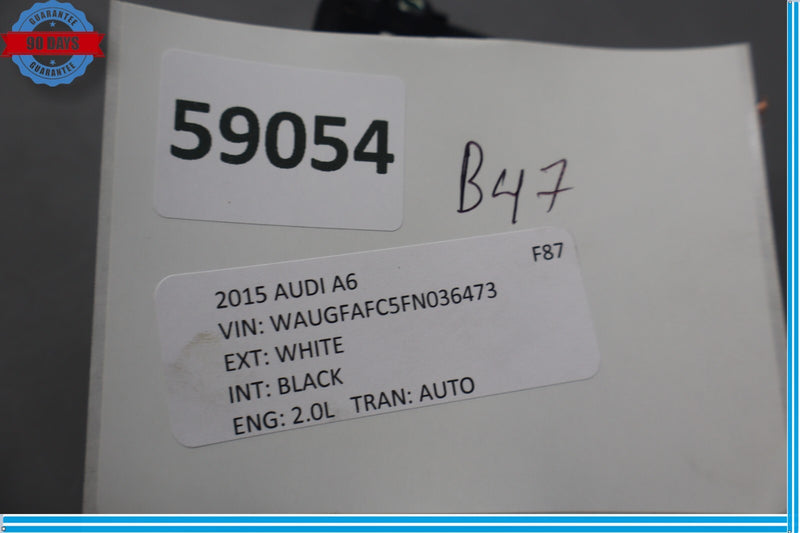 GUARANTEE
90 DAYS
GUARANTEE
59054
B47
F87
2015 AUDI A6
VIN: WAUGFAFC5FN036473
EXT: WHITE
INT: BLACK
ENG: 2.0L TRAN: AUTO